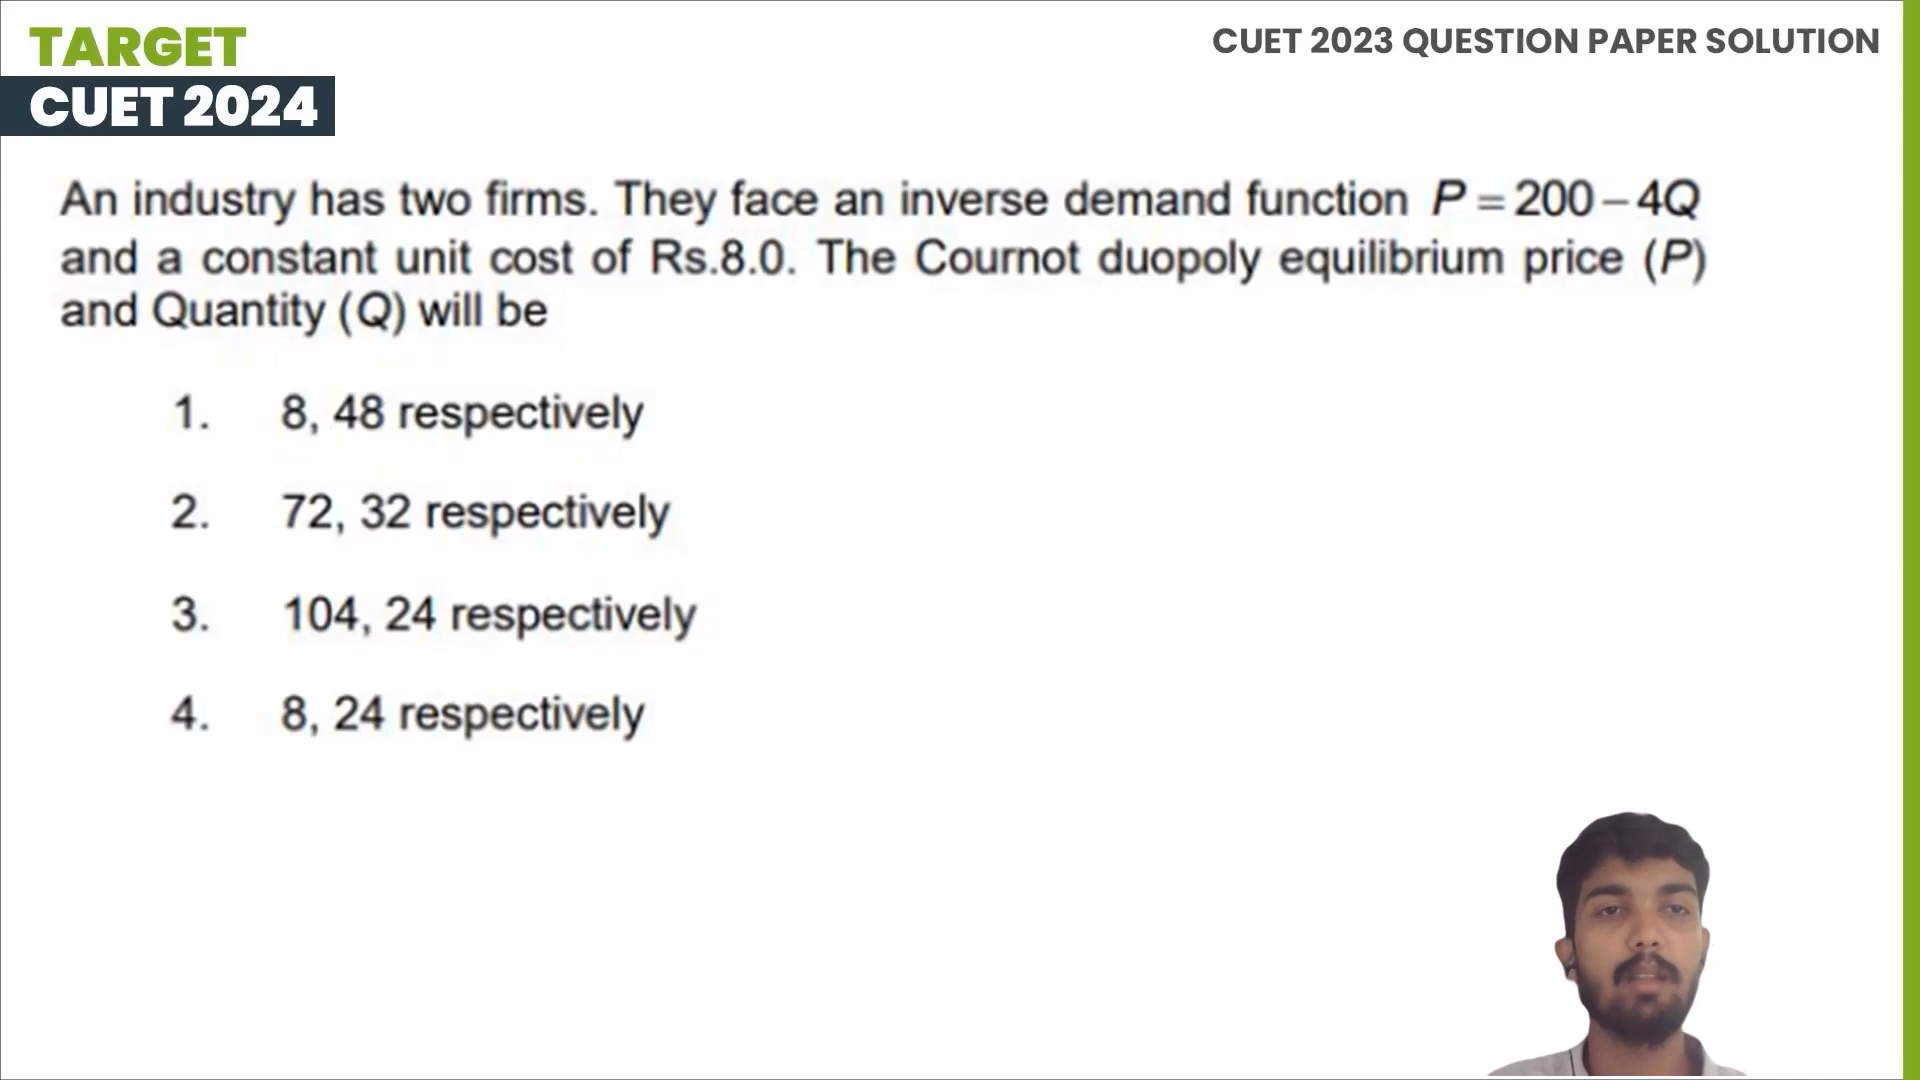 TARGET
CUET 2024
CUET 2023 QUESTION PAPER SOLUTION
An industry has two firms. They face an inverse demand function P = 200 – 4Q
and a constant unit cost of Rs.8.0. The Cournot duopoly equilibrium price (P)
and Quantity (Q) will be
1. 8, 48 respectively
2. 72, 32 respectively
3. 104, 24 respectively
4. 8, 24 respectively